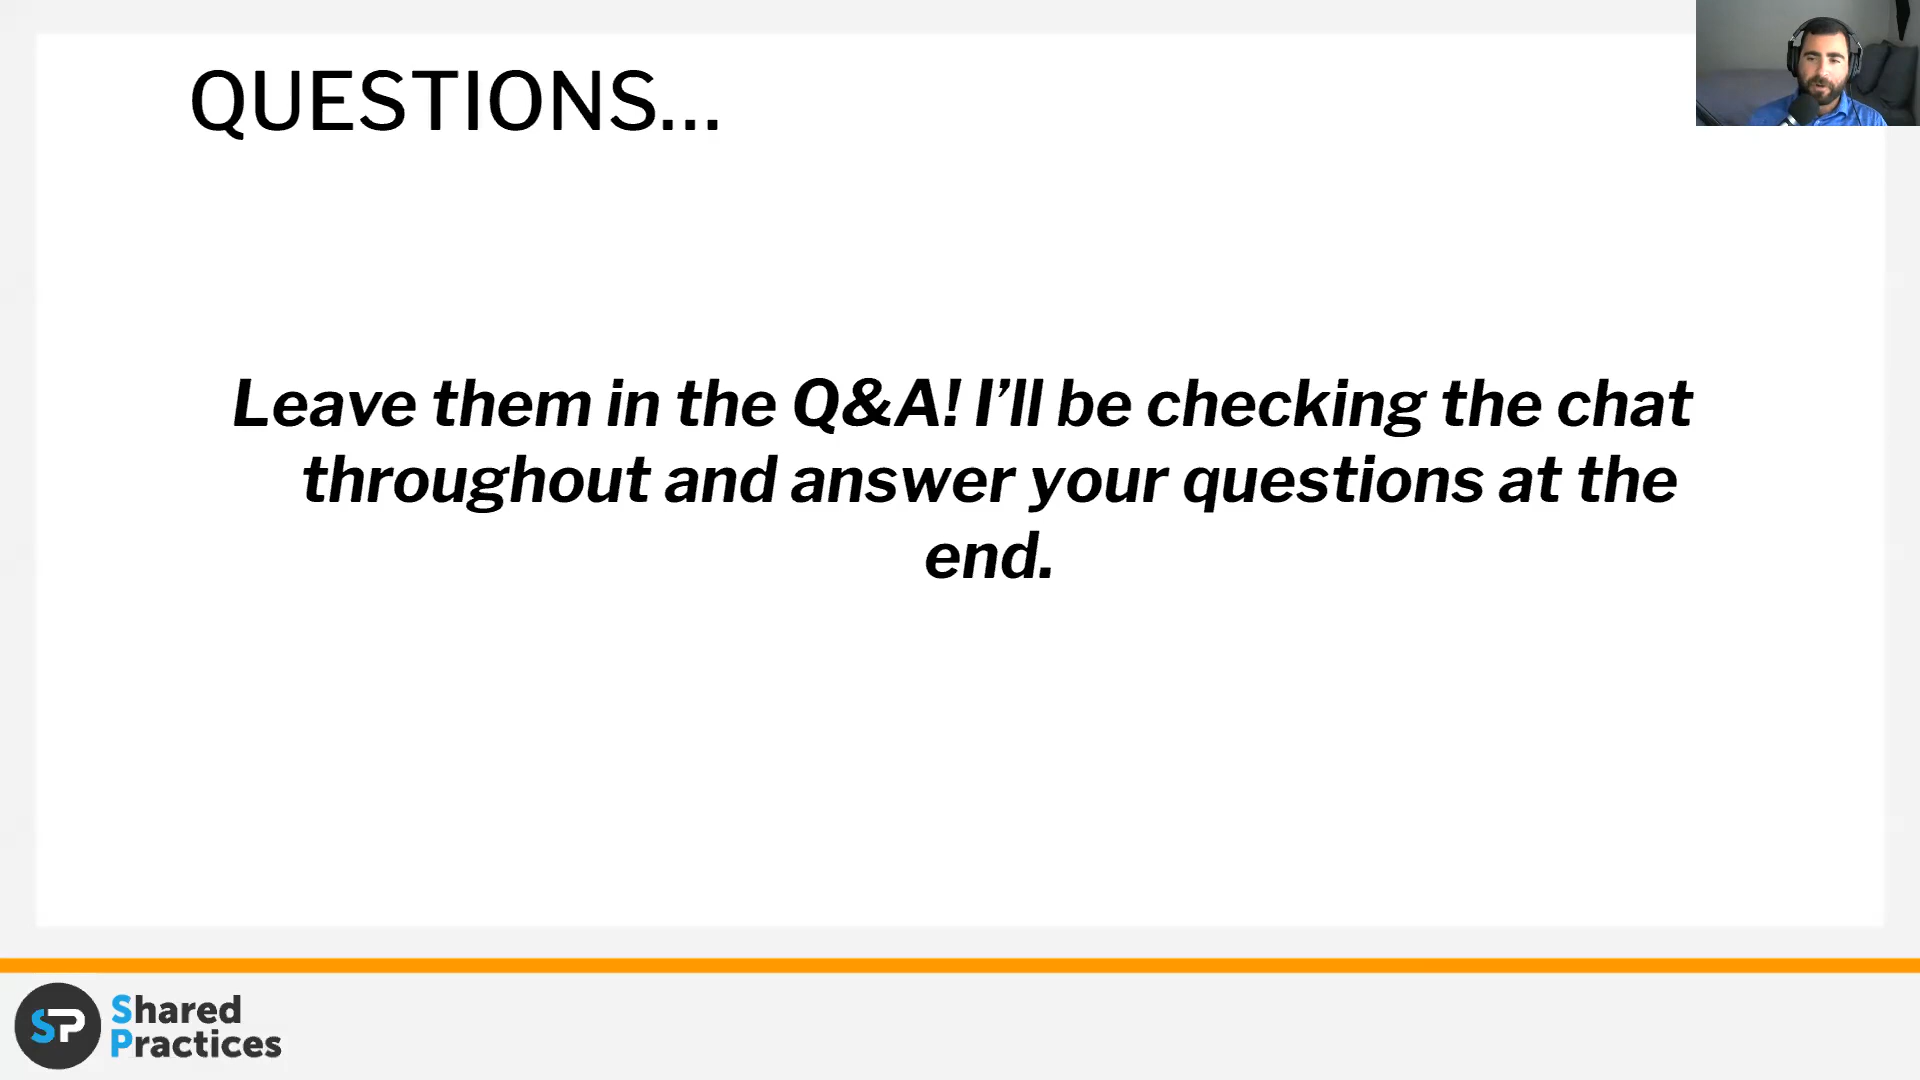 QUESTIONS...
Leave them in the Q&A! I’ll be checking the chat
throughout and answer your questions at the
end.
SP
Shared
Practices